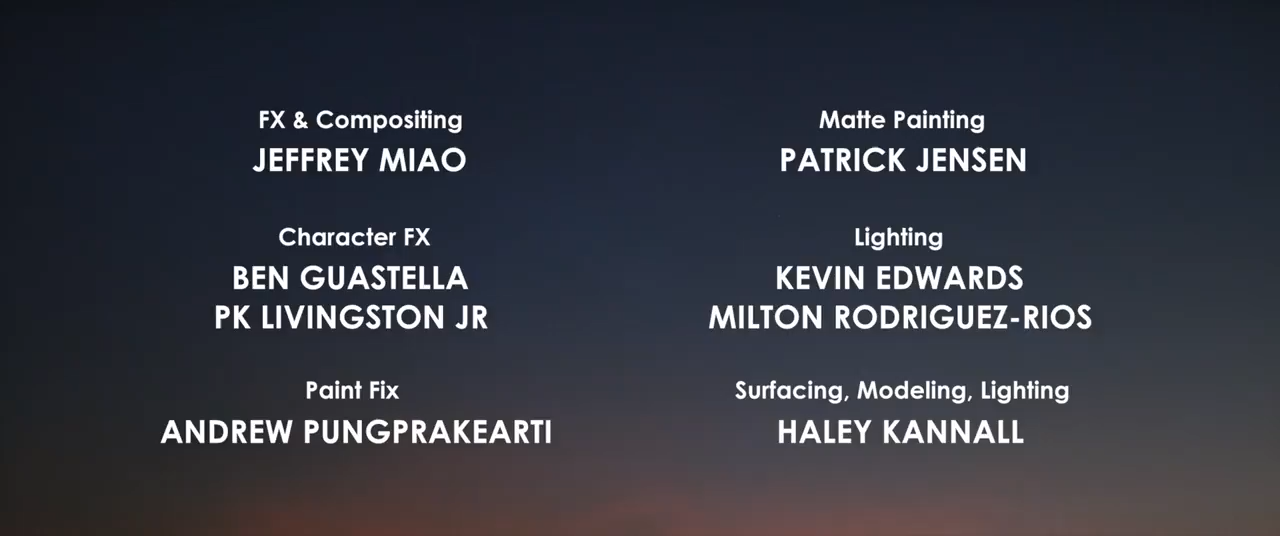 FX & Compositing
JEFFREY MIAO
Character FX
BEN GUASTELLA
PK LIVINGSTON JR
Paint Fix
ANDREW PUNGPRAKEARTI
Matte Painting
PATRICK JENSEN
Lighting
KEVIN EDWARDS
MILTON RODRIGUEZ-RIOS
Surfacing, Modeling, Lighting
HALEY KANNALL